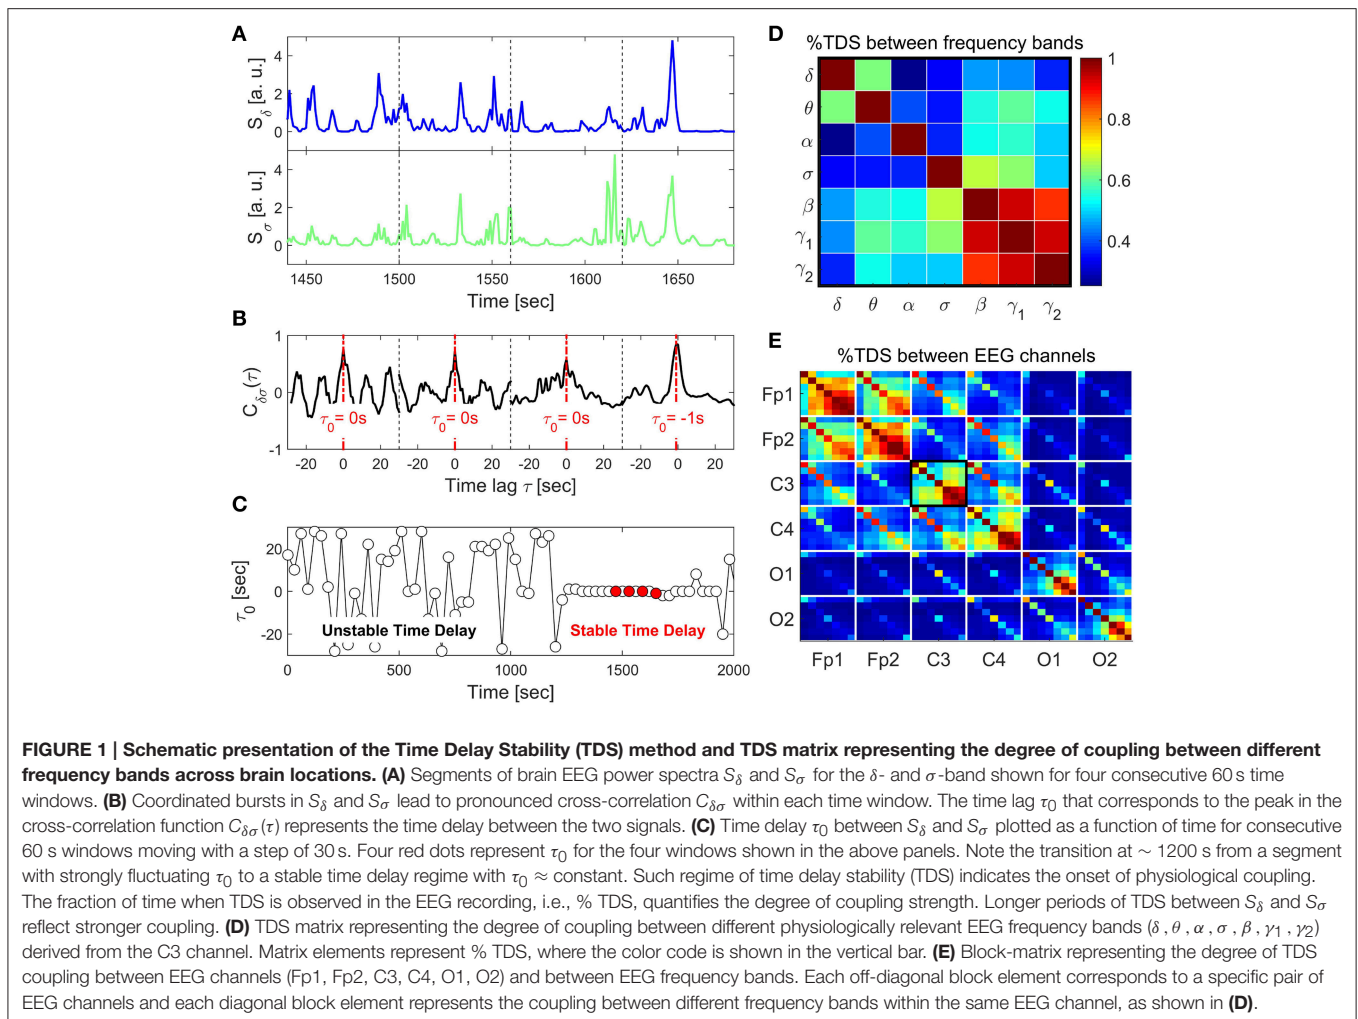 A
S_δ [a. u.]
4
2
0
S_σ [a. u.]
4
2
0
1450 1500 1550 1600 1650
Time [sec]
B
C_δσ(τ)
1
0
-1
τ₀= 0s τ₀= 0s τ₀= 0s τ₀= -1s
-20 0 20 -20 0 20 -20 0 20 -20 0 20
Time lag τ [sec]
C
τ₀ [sec]
20
0
-20
Unstable Time Delay Stable Time Delay
0 500 1000 1500 2000
Time [sec]
D
%TDS between frequency bands
δ
θ
α
σ
β
γ₁
γ₂
δ θ α σ β γ₁ γ₂
1
0.8
0.6
0.4
E
%TDS between EEG channels
Fp1
Fp2
C3
C4
O1
O2
Fp1 Fp2 C3 C4 O1 O2
FIGURE 1 | Schematic presentation of the Time Delay Stability (TDS) method and TDS matrix representing the degree of coupling between different
frequency bands across brain locations. (A) Segments of brain EEG power spectra S_δ and S_σ for the δ- and σ-band shown for four consecutive 60 s time
windows. (B) Coordinated bursts in S_δ and S_σ lead to pronounced cross-correlation C_δσ within each time window. The time lag τ₀ that corresponds to the peak in the
cross-correlation function C_δσ(τ) represents the time delay between the two signals. (C) Time delay τ₀ between S_δ and S_σ plotted as a function of time for consecutive
60 s windows moving with a step of 30 s. Four red dots represent τ₀ for the four windows shown in the above panels. Note the transition at ~ 1200 s from a segment
with strongly fluctuating τ₀ to a stable time delay regime with τ₀ ≈ constant. Such regime of time delay stability (TDS) indicates the onset of physiological coupling.
The fraction of time when TDS is observed in the EEG recording, i.e., % TDS, quantifies the degree of coupling strength. Longer periods of TDS between S_δ and S_σ
reflect stronger coupling. (D) TDS matrix representing the degree of coupling between different physiologically relevant EEG frequency bands (δ , θ , α , σ , β , γ₁ , γ₂)
derived from the C3 channel. Matrix elements represent % TDS, where the color code is shown in the vertical bar. (E) Block-matrix representing the degree of TDS
coupling between EEG channels (Fp1, Fp2, C3, C4, O1, O2) and between EEG frequency bands. Each off-diagonal block element corresponds to a specific pair of
EEG channels and each diagonal block element represents the coupling between different frequency bands within the same EEG channel, as shown in (D).